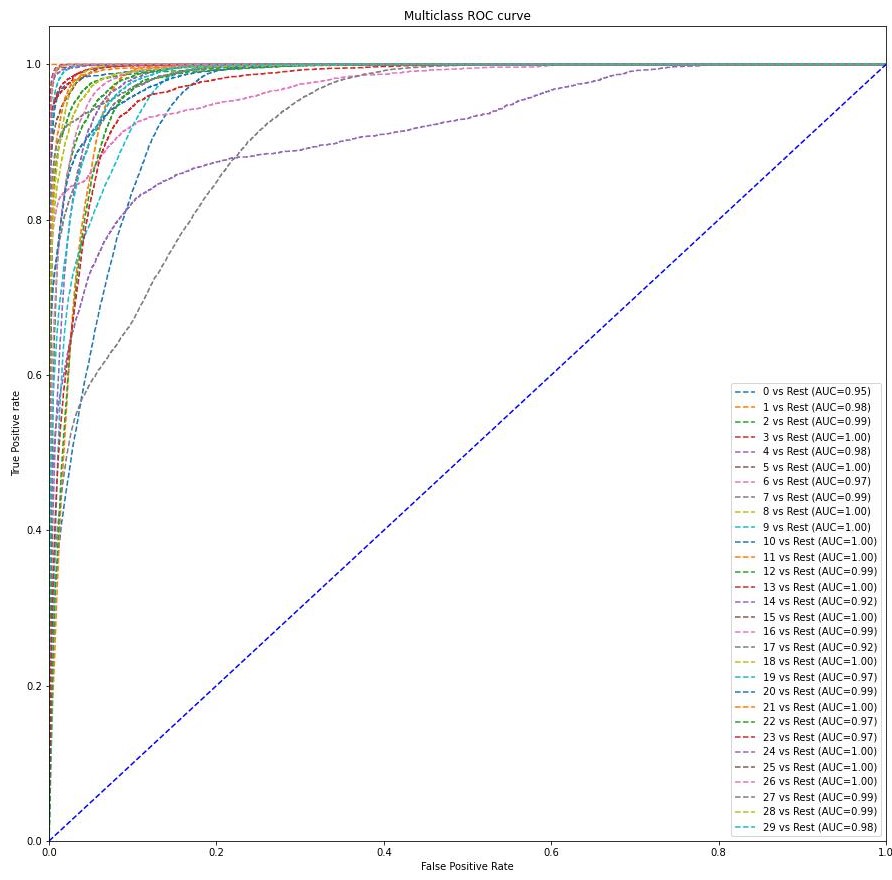 Multiclass ROC curve
1.0
0.8
0.6
0.4
0.2
0.0
True Positive rate
0 vs Rest (AUC=0.95)
1 vs Rest (AUC=0.98)
2 vs Rest (AUC=0.99)
3 vs Rest (AUC=1.00)
4 vs Rest (AUC=0.98)
5 vs Rest (AUC=1.00)
6 vs Rest (AUC=0.97)
7 vs Rest (AUC=0.99)
8 vs Rest (AUC=1.00)
9 vs Rest (AUC=1.00)
10 vs Rest (AUC=1.00)
11 vs Rest (AUC=1.00)
12 vs Rest (AUC=0.99)
13 vs Rest (AUC=1.00)
14 vs Rest (AUC=0.92)
15 vs Rest (AUC=1.00)
16 vs Rest (AUC=0.99)
17 vs Rest (AUC=0.92)
18 vs Rest (AUC=1.00)
19 vs Rest (AUC=0.97)
20 vs Rest (AUC=0.99)
21 vs Rest (AUC=1.00)
22 vs Rest (AUC=0.97)
23 vs Rest (AUC=0.97)
24 vs Rest (AUC=1.00)
25 vs Rest (AUC=1.00)
26 vs Rest (AUC=1.00)
27 vs Rest (AUC=0.99)
28 vs Rest (AUC=0.99)
29 vs Rest (AUC=0.98)
0.0 0.2 0.4 0.6 0.8 1.0
False Positive Rate